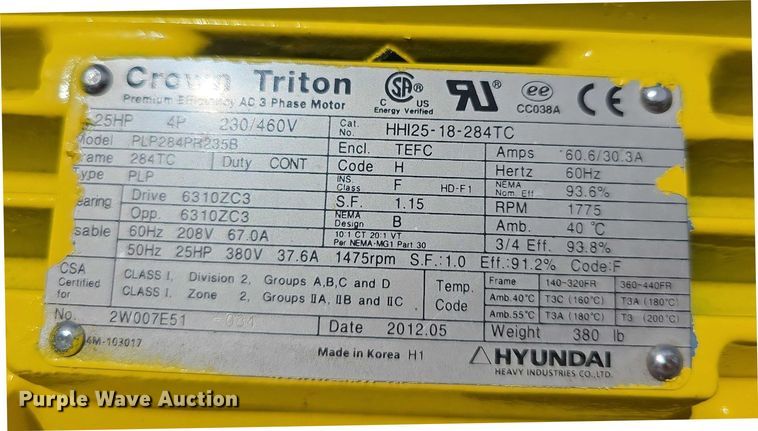 Crown Triton
Premium Efficiency AC 3 Phase Motor
CSA
C US
Energy Verified
ee
CC038A
CE
25HP 4P 230/460V
Cat. No. HHI25-18-284TC
Model PLP284PR235B
Encl. TEFC
Amps 60.6/30.3A
rame 284TC Duty CONT
Code H
Hertz 60Hz
Type PLP
INS. Class F HD-F1
NEMA Nom. Eff 93.6%
earing Drive 6310ZC3
S.F. 1.15
RPM 1775
Opp. 6310ZC3
NEMA Design B
Amb. 40 °C
sable 60Hz 208V 67.0A
10:1 CT 20:1 VT
Per NEMA-MG1 Part 30
3/4 Eff. 93.8%
50Hz 25HP 380V 37.6A 1475rpm S.F.:1.0 Eff:91.2% Code:F
CSA Certified for
CLASS I, Division 2, Groups A,B,C and D
CLASS I, Zone 2, Groups IIA, IIB and IIC
Temp. Code
Frame 140-320FR 360-440FR
Amb.40°C T3C (160°C) T3A (180°C)
Amb.55°C T3A (180°C) T3 (200°C)
No. 2W007E51 -034
Date 2012.05
Weight 380 lb
4M-103017
Made in Korea H1
HYUNDAI
HEAVY INDUSTRIES CO.,LTD.
Purple Wave Auction